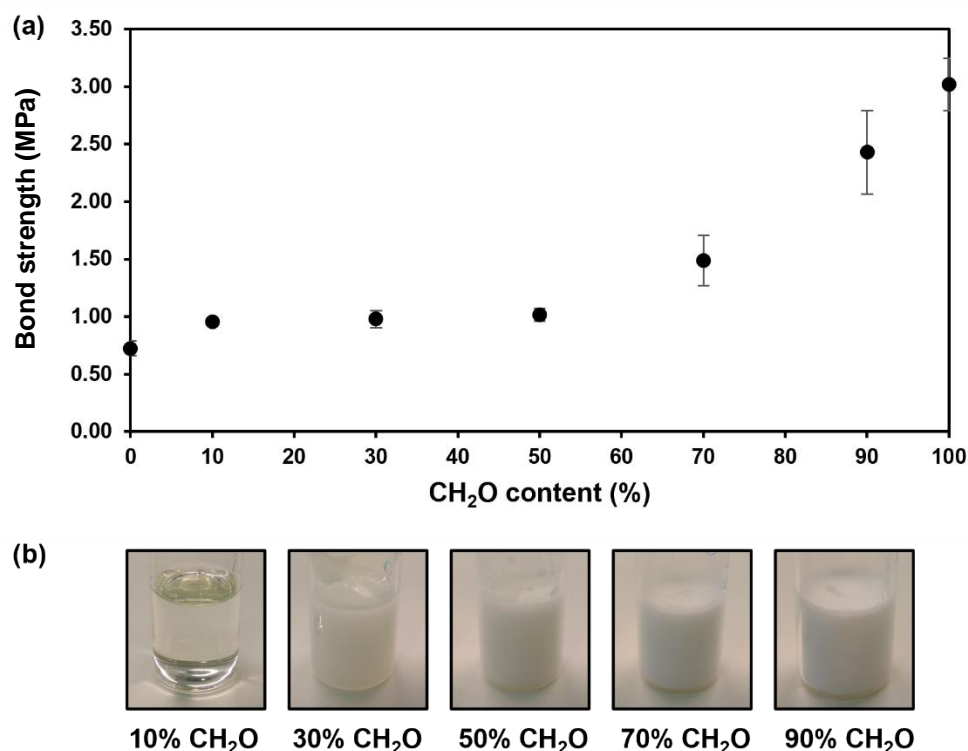 (a)
Bond strength (MPa)
3.50
3.00
2.50
2.00
1.50
1.00
0.50
0.00
0 10 20 30 40 50 60 70 80 90 100
CH₂O content (%)
(b)
10% CH₂O 30% CH₂O 50% CH₂O 70% CH₂O 90% CH₂O